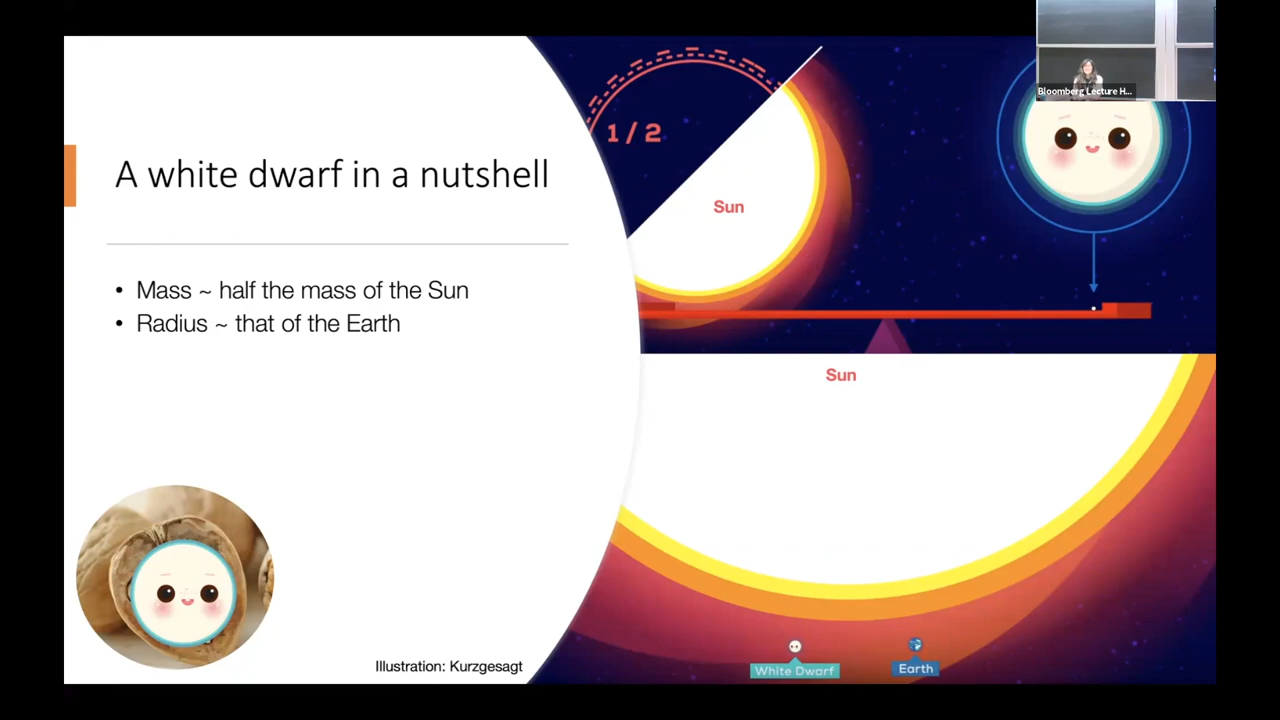 Bloomberg Lecture H...
1 / 2
Sun
A white dwarf in a nutshell
• Mass ~ half the mass of the Sun
• Radius ~ that of the Earth
Sun
Illustration: Kurzgesagt
White Dwarf
Earth